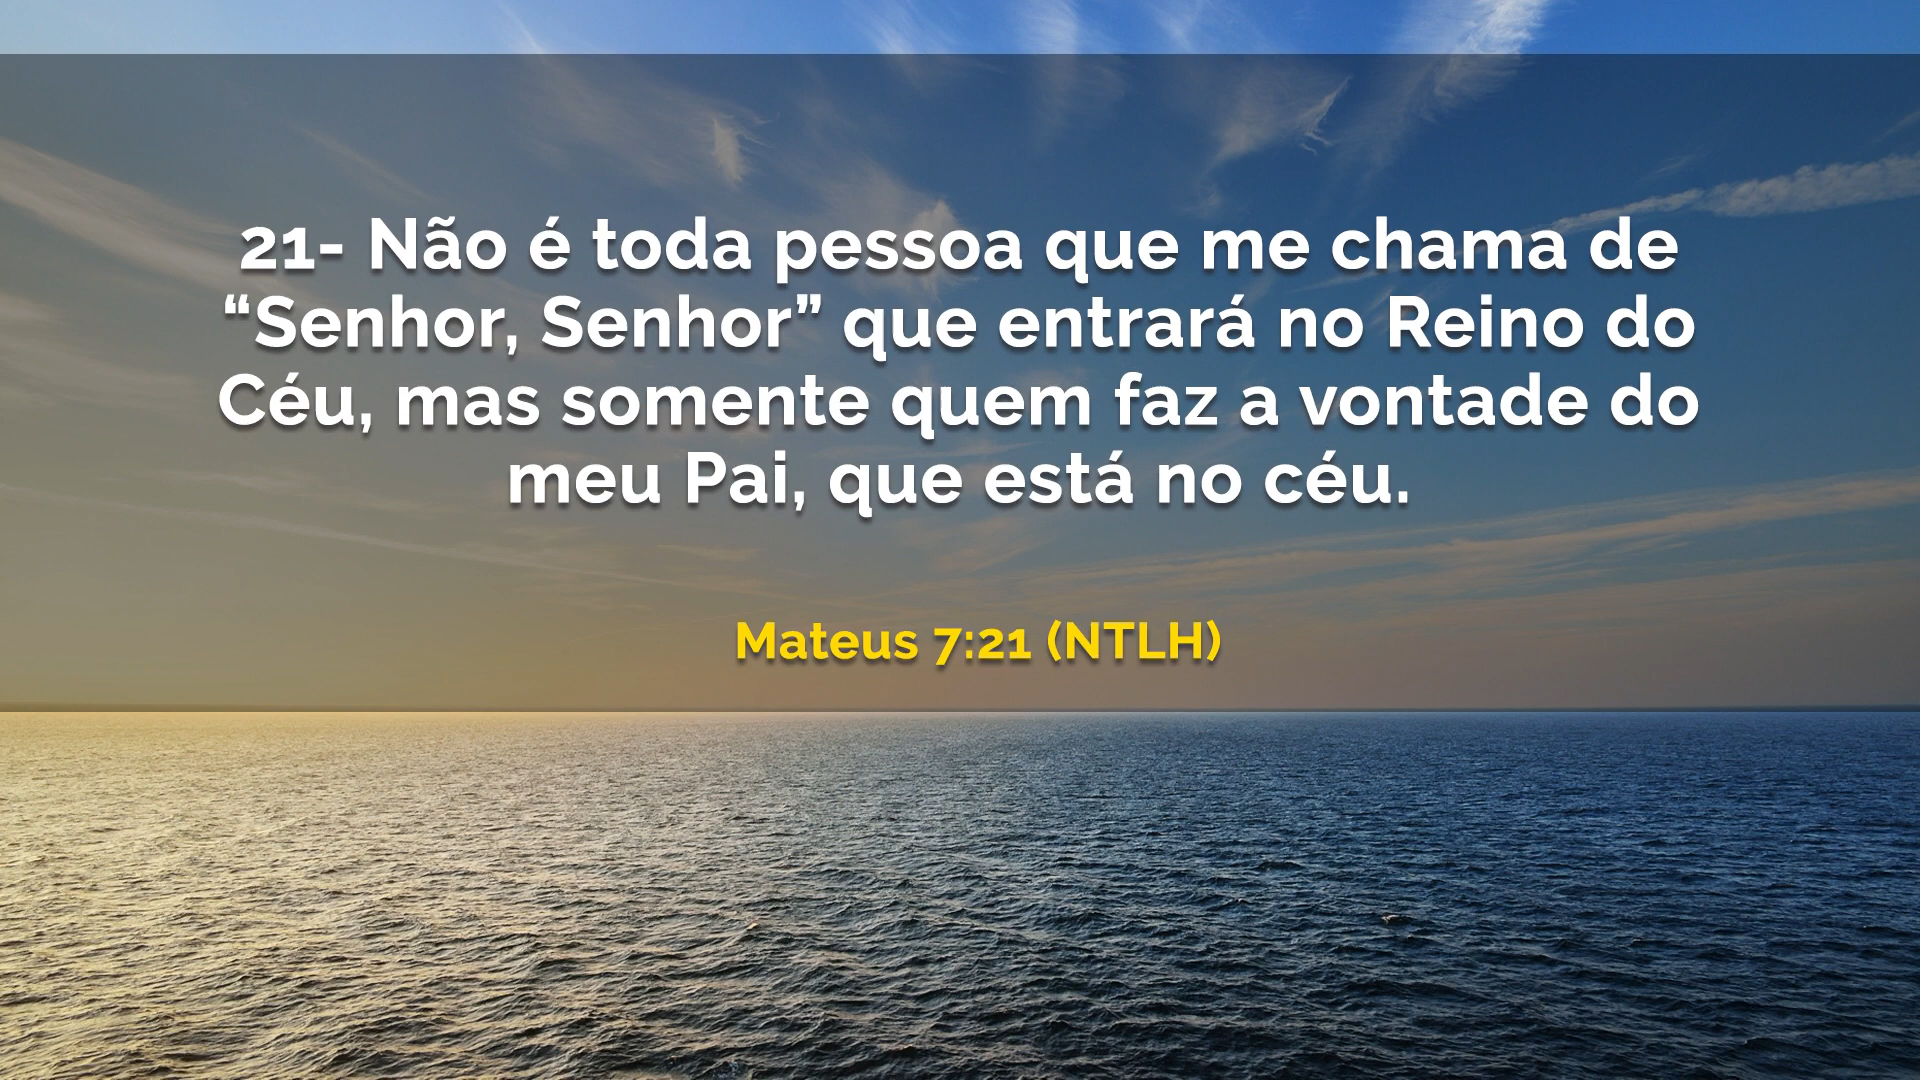 21- Não é toda pessoa que me chama de
“Senhor, Senhor” que entrará no Reino do
Céu, mas somente quem faz a vontade do
meu Pai, que está no céu.
Mateus 7:21 (NTLH)